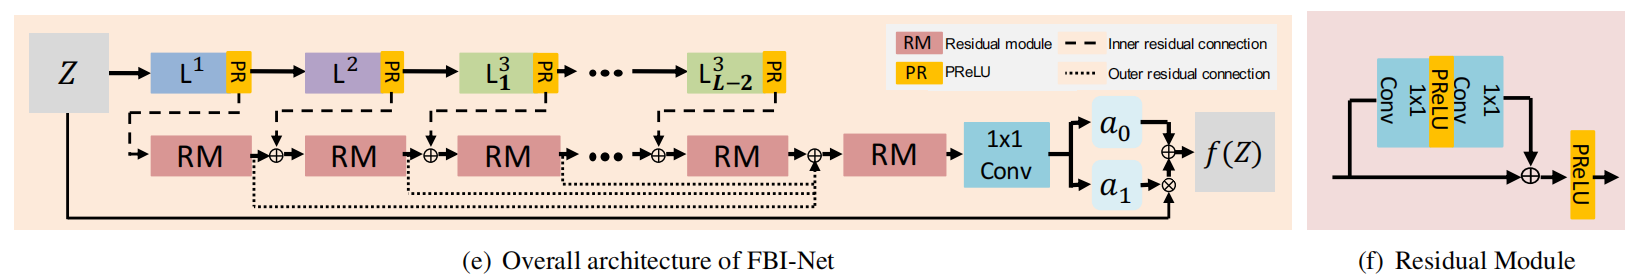 Z
L¹ PR L² PR L³₁ PR ••• L³_{L-2} PR
RM Residual module Inner residual connection
PR PReLU Outer residual connection
RM RM RM ••• RM RM
1x1
Conv
a₀
a₁
f(Z)
(e) Overall architecture of FBI-Net
Conv
1x1
PReLU
Conv
1x1
PReLU
(f) Residual Module